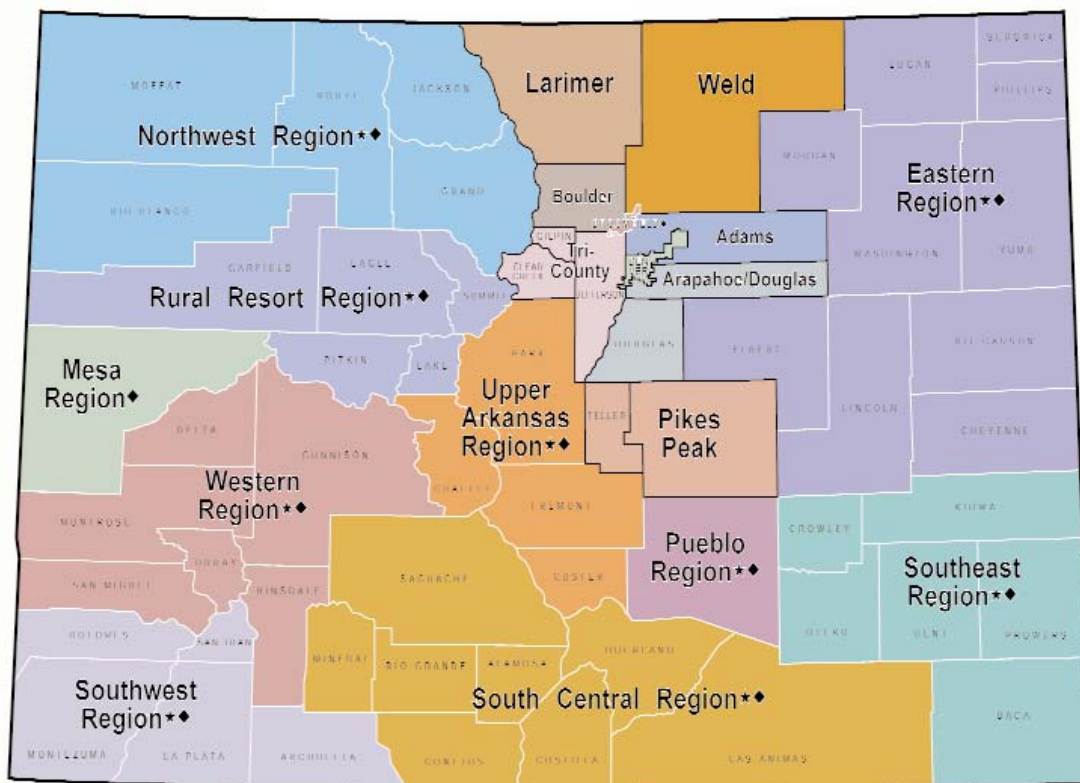 SEDGWICK
LOGAN
PHILLIPS
MOFFAT
ROUTT
JACKSON
Larimer
Weld
Northwest Region★◆
MORGAN
Eastern
Region★◆
GRAND
Boulder
RIO BLANCO
BROOMFIELD◆
GILPIN
Tri-
County
Adams
WASHINGTON
YUMA
CLEAR
CREEK
GARFIELD
EAGLE
Arapahoe/Douglas
Rural Resort Region★◆
SUMMIT
JEFFERSON
DOUGLAS
ELBERT
KIT CARSON
Mesa
Region◆
PITKIN
LAKE
PARK
Upper
Arkansas
Region★◆
TELLER
Pikes
Peak
LINCOLN
CHEYENNE
DELTA
GUNNISON
Western
Region★◆
CHAFFEE
FREMONT
MONTROSE
OURAY
Pueblo
Region★◆
CROWLEY
KIOWA
SAN MIGUEL
HINSDALE
SAGUACHE
CUSTER
Southeast
Region★◆
DOLORES
SAN JUAN
OTERO
BENT
PROWERS
MINERAL
RIO GRANDE
ALAMOSA
HUERFANO
Southwest
Region★◆
South Central Region★◆
BACA
MONTEZUMA
LA PLATA
ARCHULETA
CONEJOS
COSTILLA
LAS ANIMAS